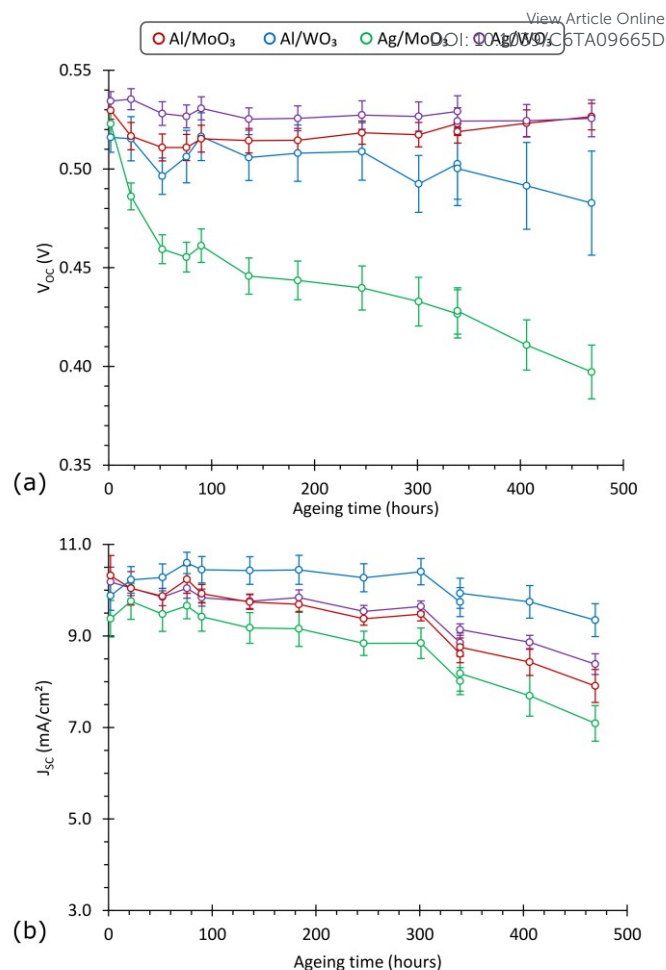 View Article Online
Al/MoO₃ Al/WO₃ Ag/MoO₃ Ag/WO₃
0.55
0.50
0.45
0.40
0.35
V_OC (V)
0 100 200 300 400 500
(a)
Ageing time (hours)
11.0
9.0
7.0
5.0
3.0
J_SC (mA/cm²)
0 100 200 300 400 500
(b)
Ageing time (hours)